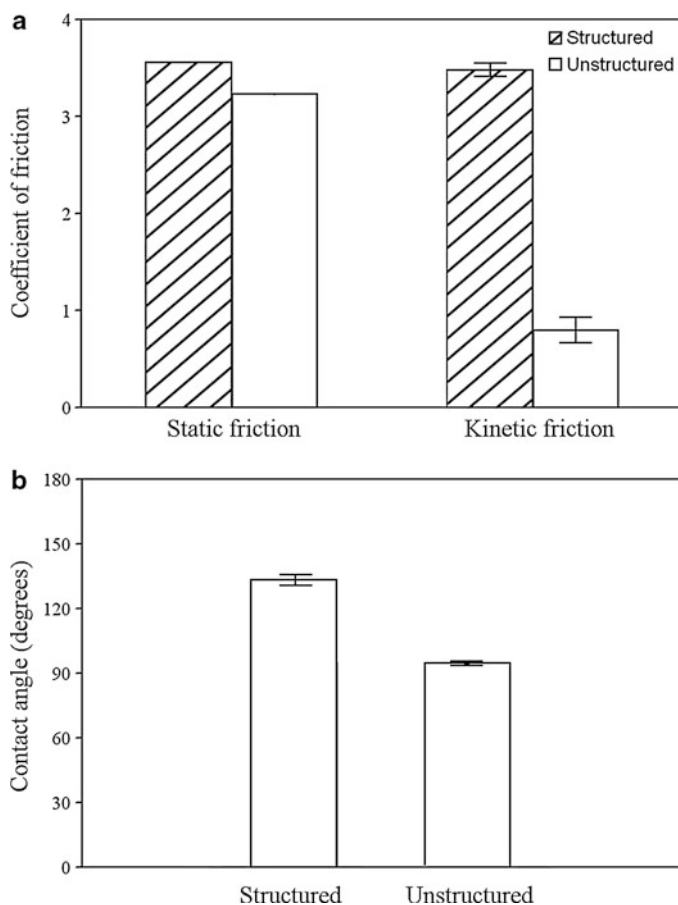 a
Coefficient of friction
4
3
2
1
0
Structured
Unstructured
Static friction
Kinetic friction
b
Contact angle (degrees)
180
150
120
90
60
30
0
Structured
Unstructured